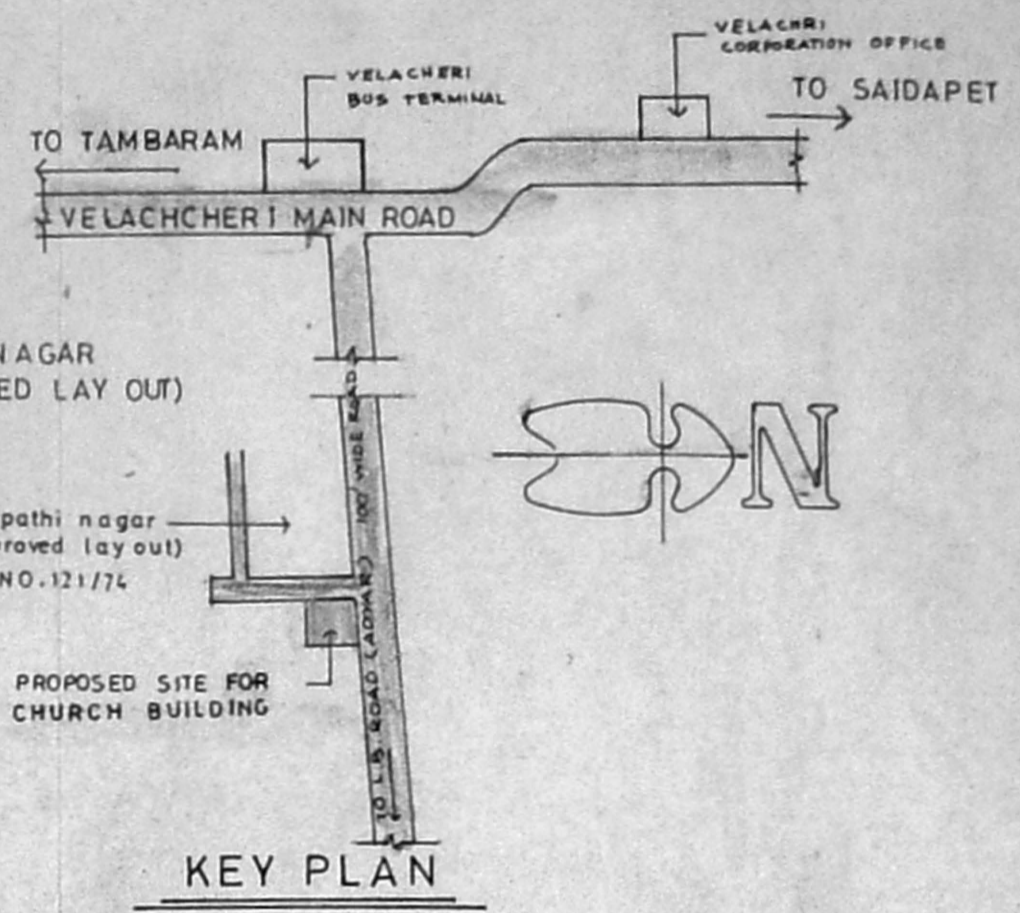 VELACHRI
CORPORATION OFFICE
TO SAIDAPET
VELACHERI
BUS TERMINAL
TO TAMBARAM
VELACHCHERI MAIN ROAD
NAGAR
ED LAY OUT)
100' WIDE ROAD
N
pathi nagar
roved lay out)
NO.121/74
TO L.B. ROAD (ADYAR)
PROPOSED SITE FOR
CHURCH BUILDING
KEY PLAN